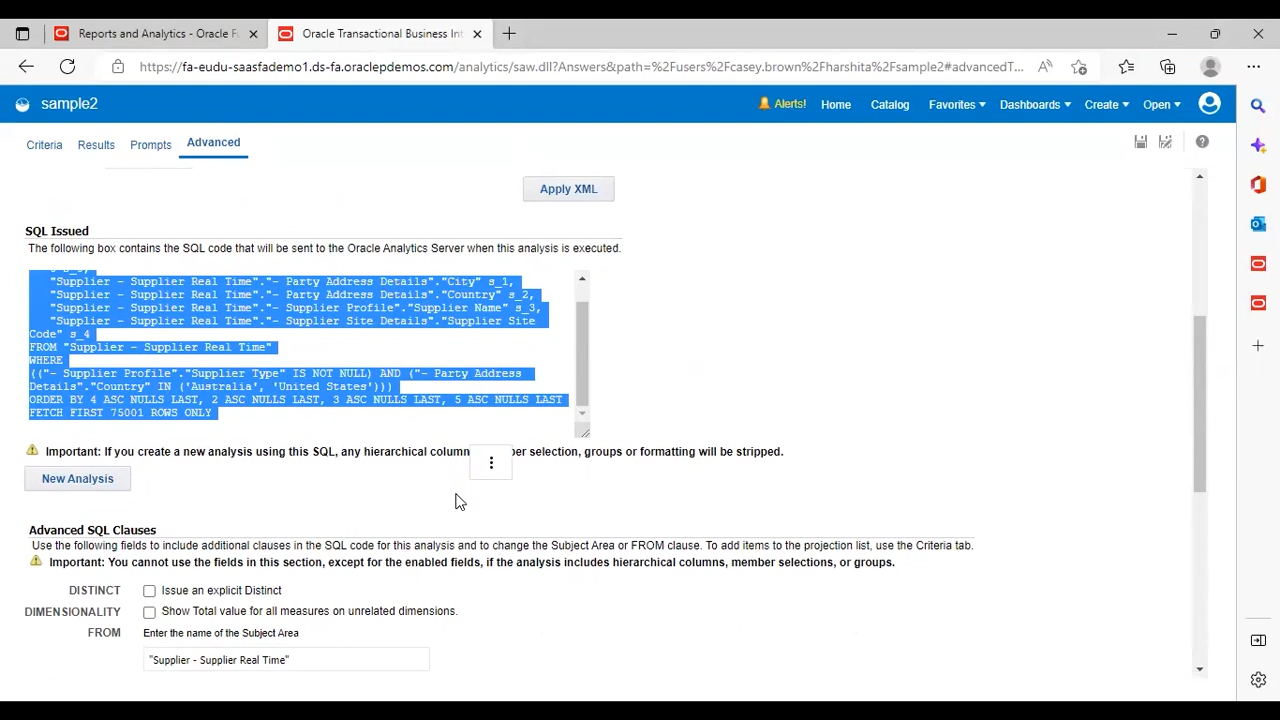 Reports and Analytics - Oracle F
Oracle Transactional Business Int
https://fa-eudu-saasfademo1.ds-fa.oraclepdemos.com/analytics/saw.dll?Answers&path=%2Fusers%2Fcasey.brown%2Fharshita%2Fsample2#advancedT...
sample2
Alerts! Home Catalog Favorites Dashboards Create Open
Criteria Results Prompts Advanced
Apply XML
SQL Issued
The following box contains the SQL code that will be sent to the Oracle Analytics Server when this analysis is executed.
"Supplier - Supplier Real Time"."- Party Address Details"."City" s_1,
"Supplier - Supplier Real Time"."- Party Address Details"."Country" s_2,
"Supplier - Supplier Real Time"."- Supplier Profile"."Supplier Name" s_3,
"Supplier - Supplier Real Time"."- Supplier Site Details"."Supplier Site
Code" s_4
FROM "Supplier - Supplier Real Time"
WHERE
(("- Supplier Profile"."Supplier Type" IS NOT NULL) AND ("- Party Address
Details"."Country" IN ('Australia', 'United States')))
ORDER BY 4 ASC NULLS LAST, 2 ASC NULLS LAST, 3 ASC NULLS LAST, 5 ASC NULLS LAST
FETCH FIRST 75001 ROWS ONLY
Important: If you create a new analysis using this SQL, any hierarchical column per selection, groups or formatting will be stripped.
New Analysis
Advanced SQL Clauses
Use the following fields to include additional clauses in the SQL code for this analysis and to change the Subject Area or FROM clause. To add items to the projection list, use the Criteria tab.
Important: You cannot use the fields in this section, except for the enabled fields, if the analysis includes hierarchical columns, member selections, or groups.
DISTINCT Issue an explicit Distinct
DIMENSIONALITY Show Total value for all measures on unrelated dimensions.
FROM Enter the name of the Subject Area
"Supplier - Supplier Real Time"